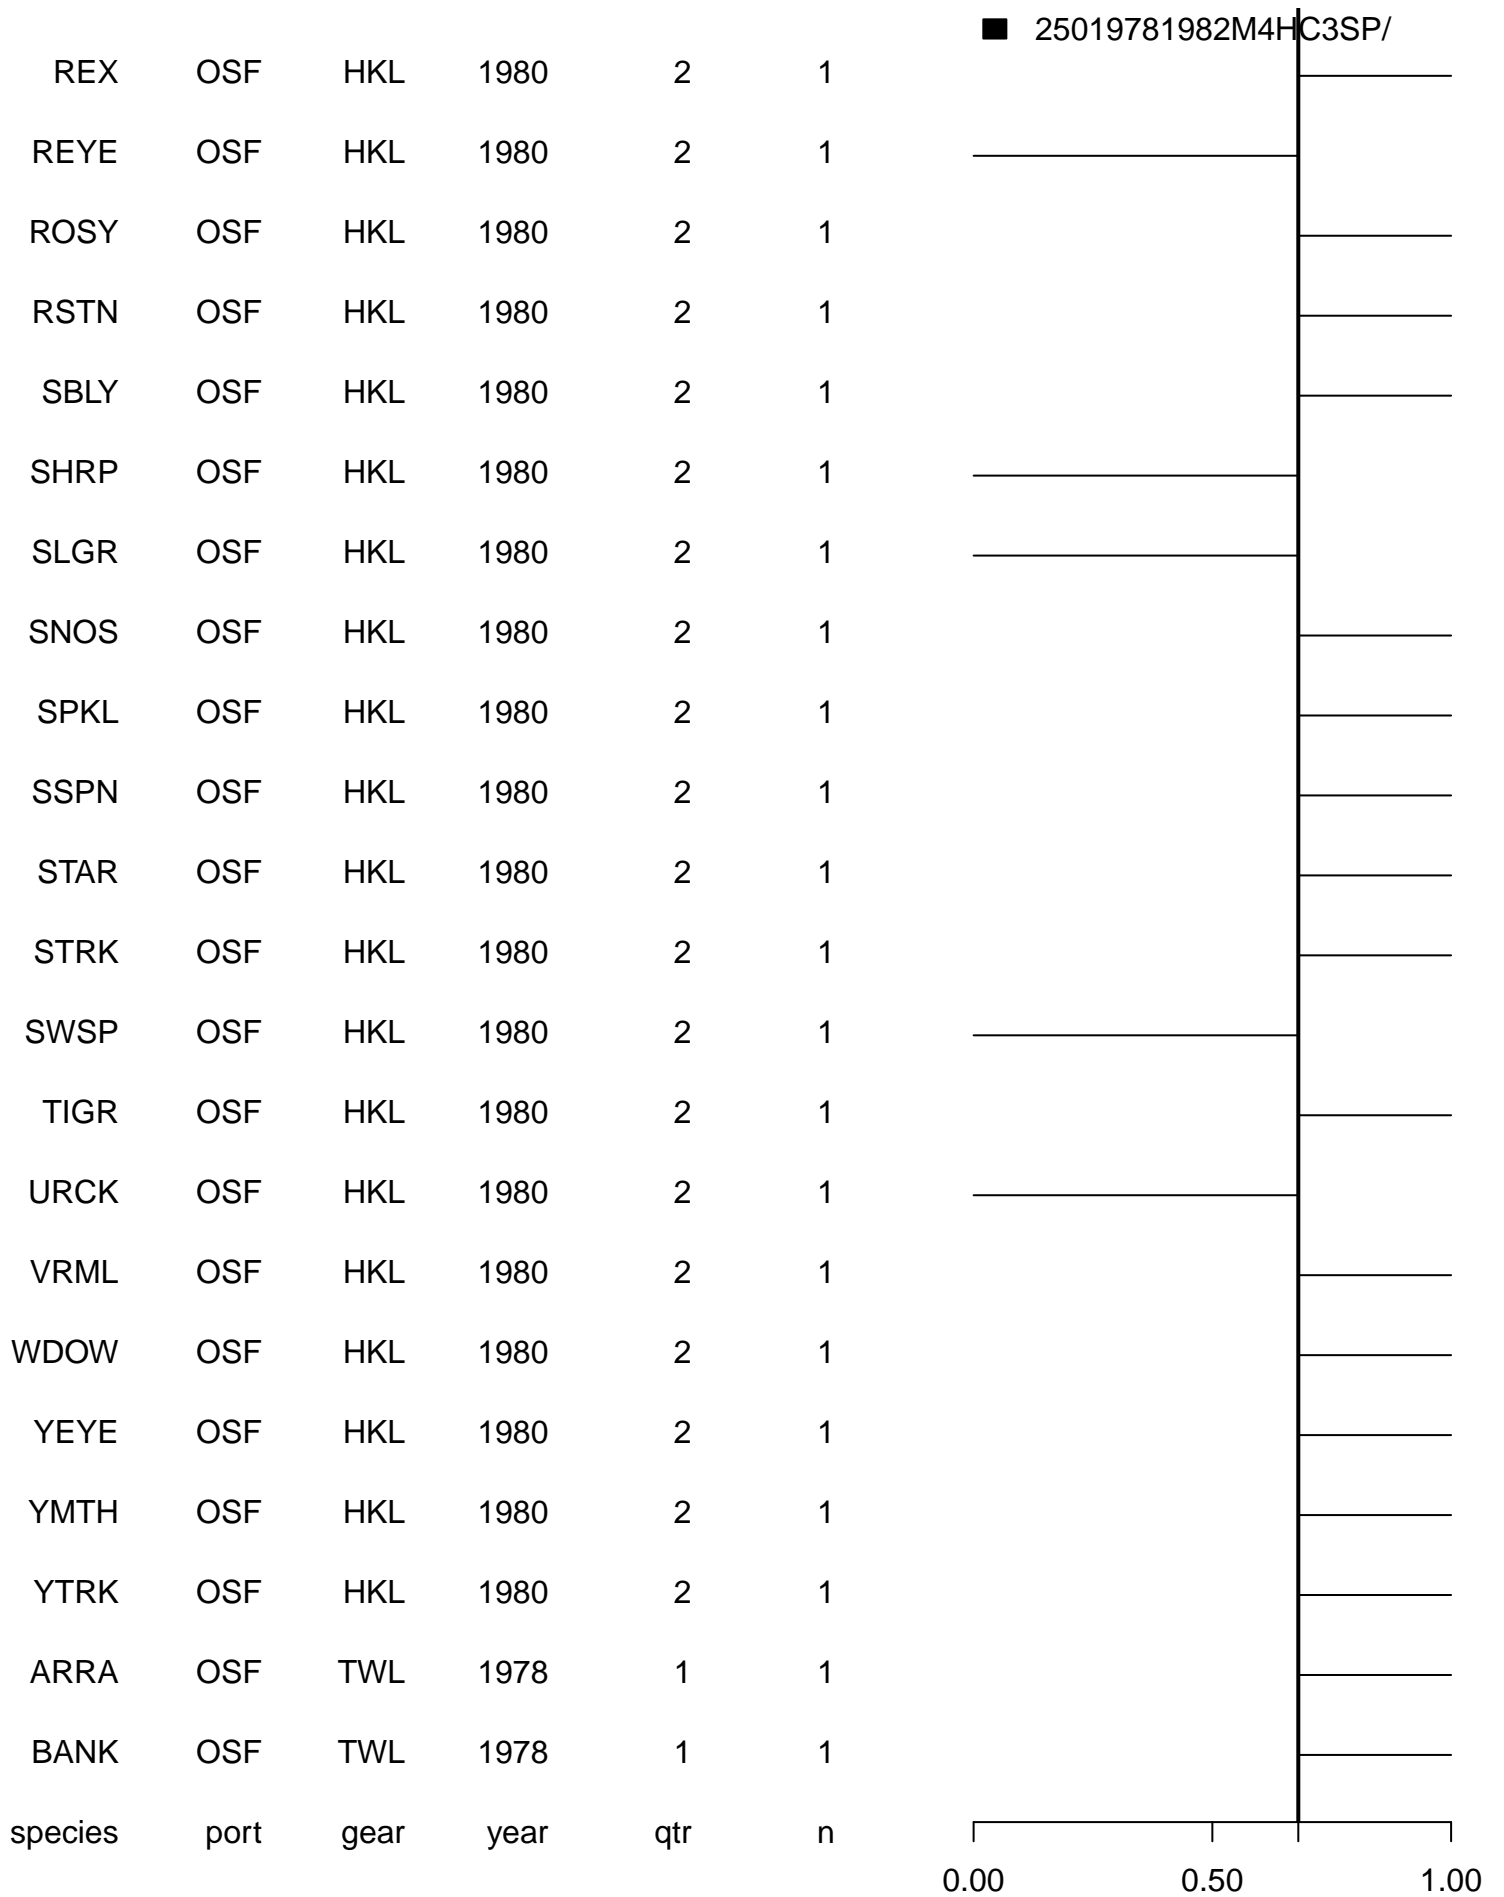 25019781982M4HC3SP/
REX OSF HKL 1980 2 1
REYE OSF HKL 1980 2 1
ROSY OSF HKL 1980 2 1
RSTN OSF HKL 1980 2 1
SBLY OSF HKL 1980 2 1
SHRP OSF HKL 1980 2 1
SLGR OSF HKL 1980 2 1
SNOS OSF HKL 1980 2 1
SPKL OSF HKL 1980 2 1
SSPN OSF HKL 1980 2 1
STAR OSF HKL 1980 2 1
STRK OSF HKL 1980 2 1
SWSP OSF HKL 1980 2 1
TIGR OSF HKL 1980 2 1
URCK OSF HKL 1980 2 1
VRML OSF HKL 1980 2 1
WDOW OSF HKL 1980 2 1
YEYE OSF HKL 1980 2 1
YMTH OSF HKL 1980 2 1
YTRK OSF HKL 1980 2 1
ARRA OSF TWL 1978 1 1
BANK OSF TWL 1978 1 1
species port gear year qtr n
0.00 0.50 1.00